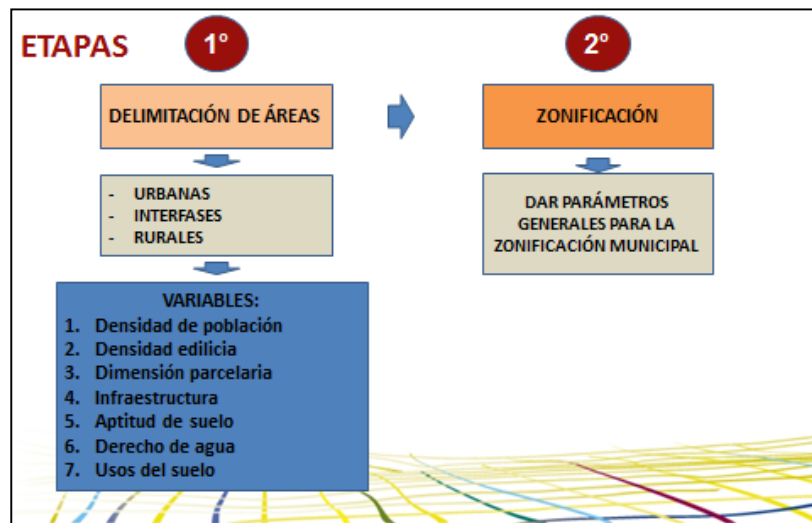 ETAPAS
1º
2º
DELIMITACIÓN DE ÁREAS
ZONIFICACIÓN
- URBANAS
- INTERFASES
- RURALES
DAR PARÁMETROS
GENERALES PARA LA
ZONIFICACIÓN MUNICIPAL
VARIABLES:
1. Densidad de población
2. Densidad edilicia
3. Dimensión parcelaria
4. Infraestructura
5. Aptitud de suelo
6. Derecho de agua
7. Usos del suelo